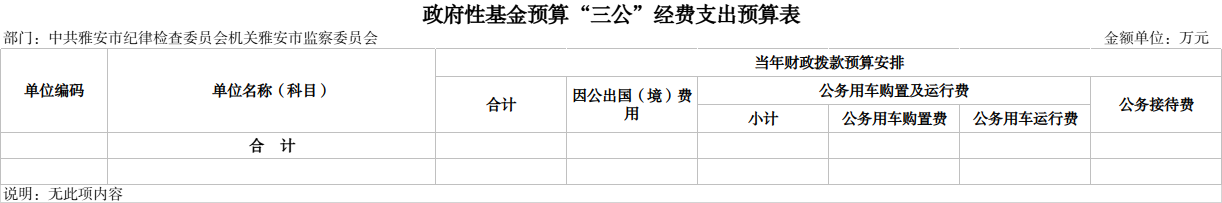 政府性基金预算“三公”经费支出预算表
部门：中共雅安市纪律检查委员会机关雅安市监察委员会 金额单位：万元
单位编码 单位名称（科目） 当年财政拨款预算安排
合计 因公出国（境）费用 公务用车购置及运行费 公务接待费
小计 公务用车购置费 公务用车运行费
合 计
说明：无此项内容